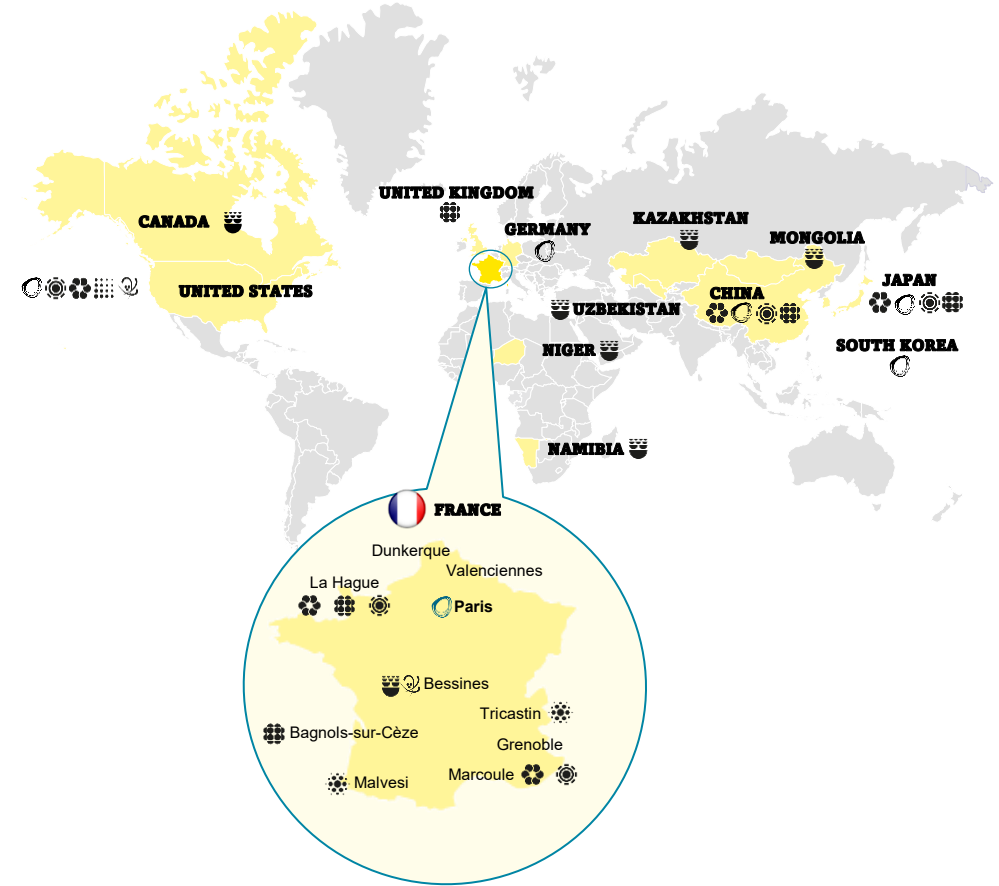 UNITED KINGDOM
CANADA
GERMANY
KAZAKHSTAN
MONGOLIA
UNITED STATES
CHINA
JAPAN
UZBEKISTAN
NIGER
SOUTH KOREA
NAMIBIA
FRANCE
Dunkerque
Valenciennes
La Hague
Paris
Bessines
Tricastin
Bagnols-sur-Cèze
Grenoble
Marcoule
Malvesi